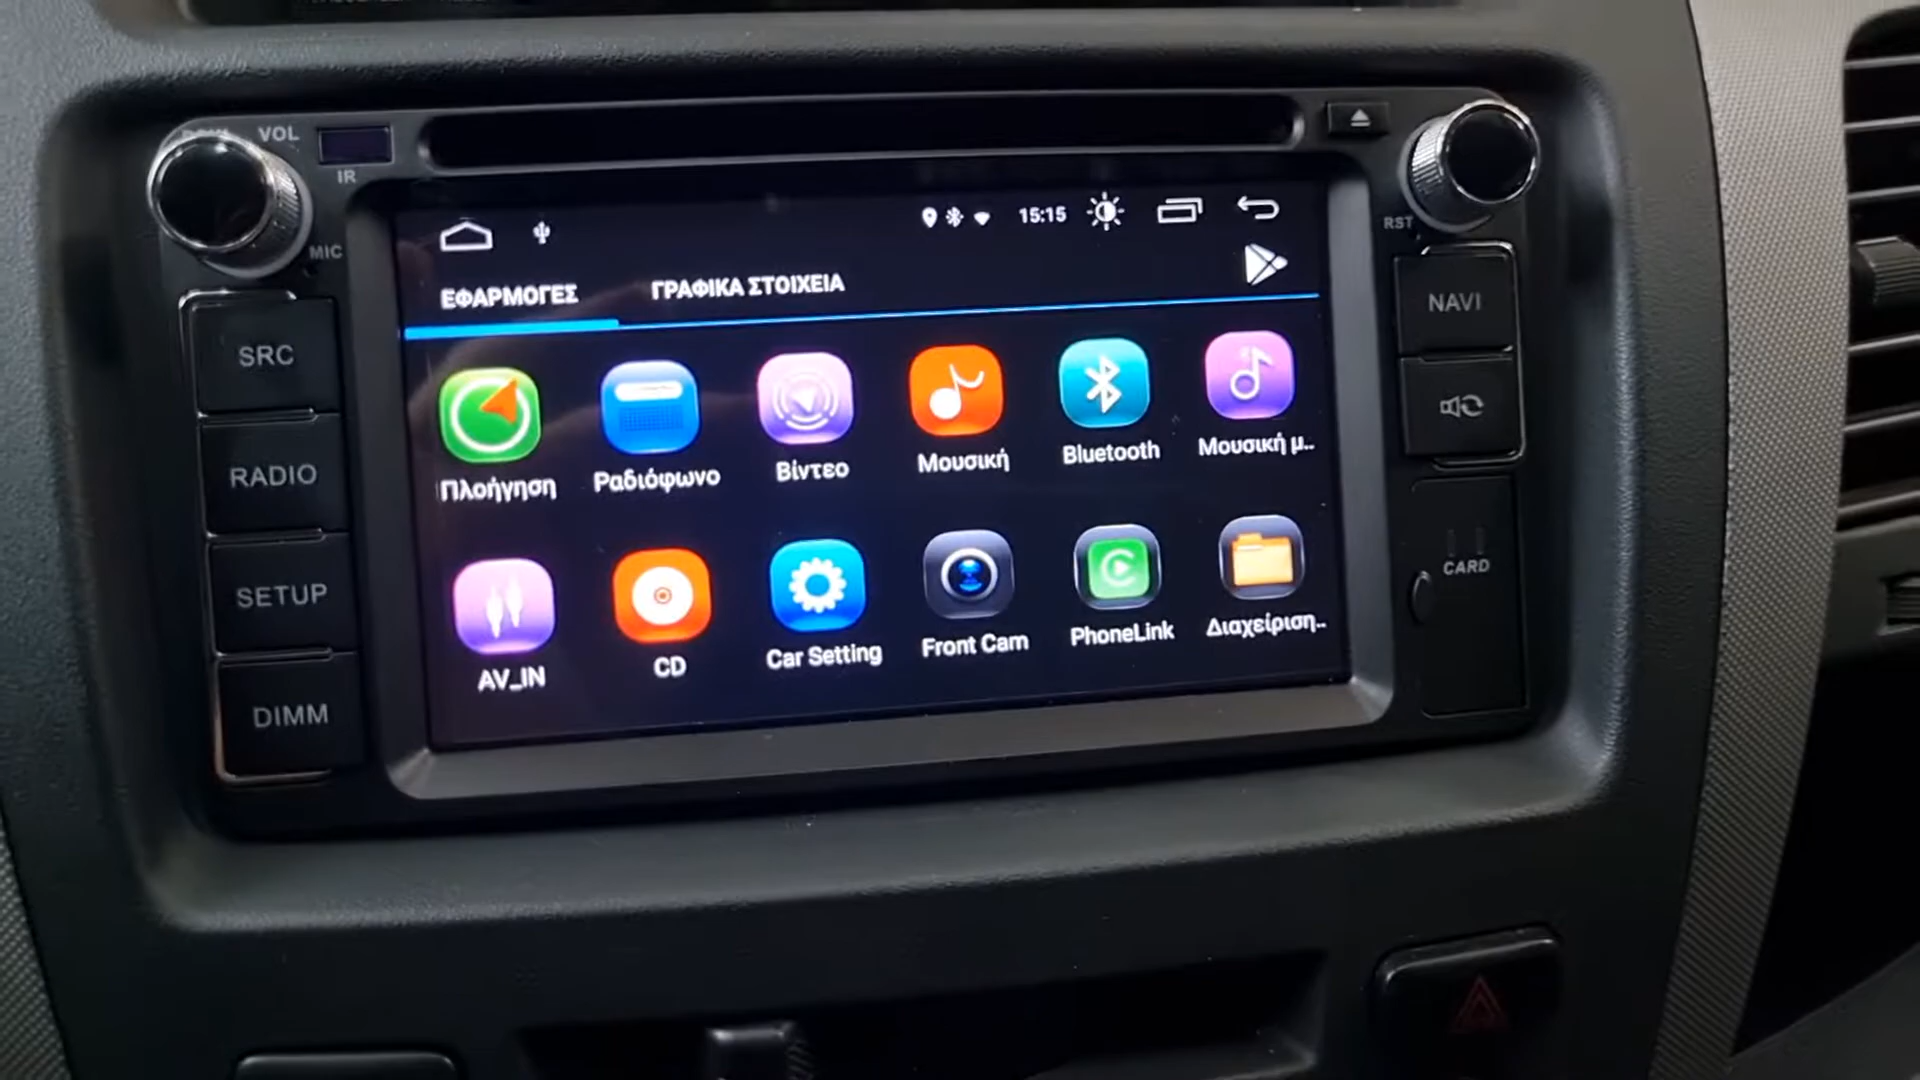 VOL
IR
MIC
RST
15:15
ΕΦΑΡΜΟΓΕΣ
ΓΡΑΦΙΚΑ ΣΤΟΙΧΕΙΑ
SRC
RADIO
SETUP
DIMM
Πλοήγηση
Ραδιόφωνο
Βίντεο
Μουσική
Bluetooth
Μουσική μ..
AV_IN
CD
Car Setting
Front Cam
PhoneLink
Διαχείριση..
NAVI
CARD